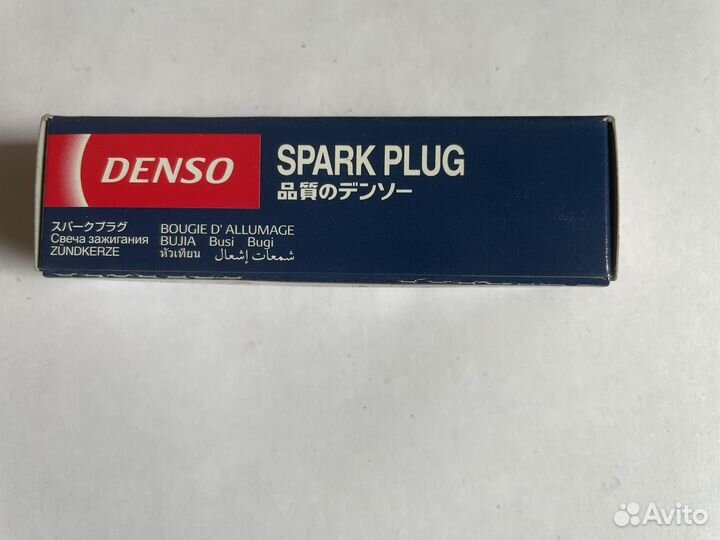 DENSO
SPARK PLUG
品質のデンソー
スパークプラグ
Свеча зажигания
ZÜNDKERZE
BOUGIE D' ALLUMAGE
BUJIA Busi Bugi
หัวเทียน شمعات إشعال
Avito